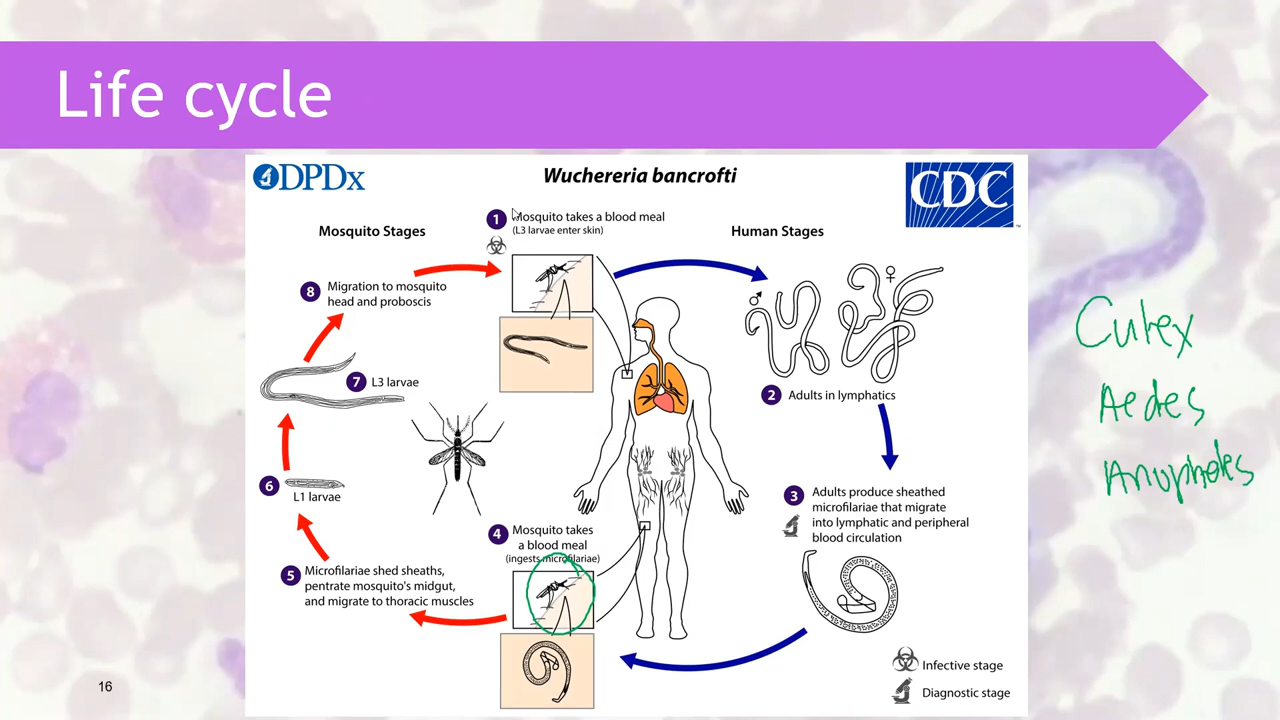 Life cycle
DPDx
Wuchereria bancrofti
CDC
Mosquito Stages
Human Stages
1 Mosquito takes a blood meal
(L3 larvae enter skin)
8 Migration to mosquito
head and proboscis
♂
♀
7 L3 larvae
2 Adults in lymphatics
6
L1 larvae
3 Adults produce sheathed
microfilariae that migrate
into lymphatic and peripheral
blood circulation
4 Mosquito takes
a blood meal
(ingests microfilariae)
5 Microfilariae shed sheaths,
pentrate mosquito's midgut,
and migrate to thoracic muscles
Infective stage
Diagnostic stage
16
Culex
Aedes
Anopheles